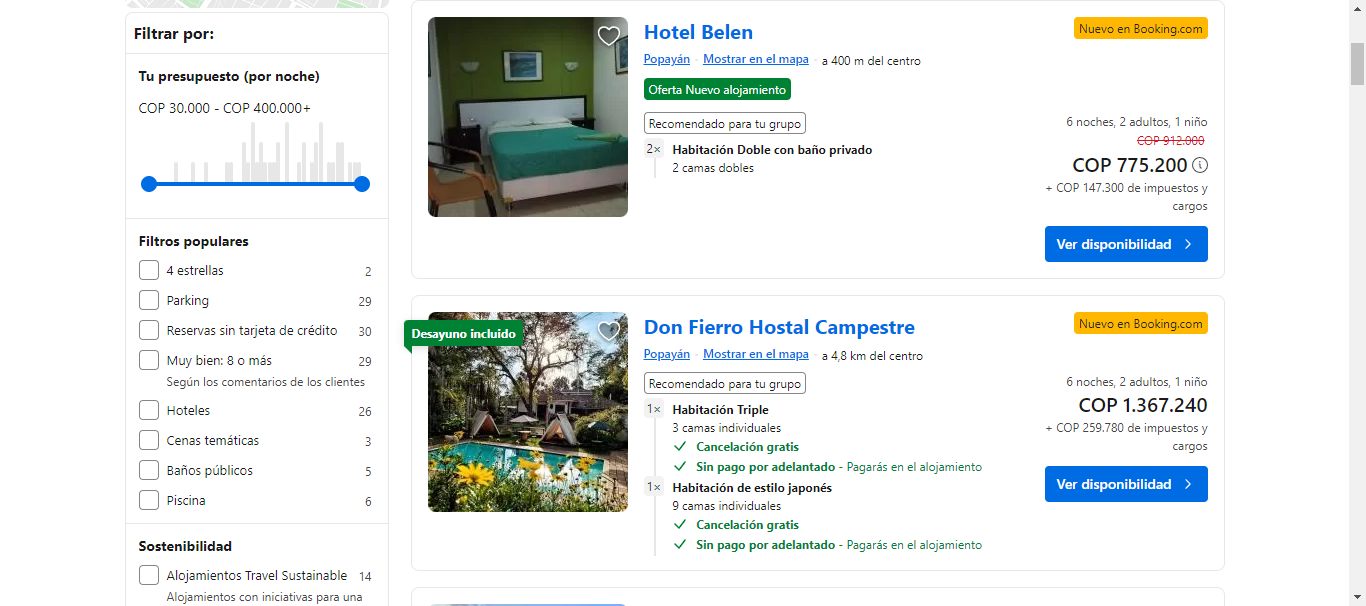 Filtrar por:
Tu presupuesto (por noche)
COP 30.000 - COP 400.000+
Filtros populares
4 estrellas 2
Parking 29
Reservas sin tarjeta de crédito 30
Muy bien: 8 o más 29
Según los comentarios de los clientes
Hoteles 26
Cenas temáticas 3
Baños públicos 5
Piscina 6
Sostenibilidad
Alojamientos Travel Sustainable 14
Alojamientos con iniciativas para una
Hotel Belen
Nuevo en Booking.com
Popayán · Mostrar en el mapa · a 400 m del centro
Oferta Nuevo alojamiento
Recomendado para tu grupo
2× Habitación Doble con baño privado
2 camas dobles
6 noches, 2 adultos, 1 niño
COP 912.000
COP 775.200
+ COP 147.300 de impuestos y
cargos
Ver disponibilidad
Desayuno incluido
Don Fierro Hostal Campestre
Nuevo en Booking.com
Popayán · Mostrar en el mapa · a 4,8 km del centro
Recomendado para tu grupo
1× Habitación Triple
3 camas individuales
Cancelación gratis
Sin pago por adelantado - Pagarás en el alojamiento
1× Habitación de estilo japonés
9 camas individuales
Cancelación gratis
Sin pago por adelantado - Pagarás en el alojamiento
6 noches, 2 adultos, 1 niño
COP 1.367.240
+ COP 259.780 de impuestos y
cargos
Ver disponibilidad